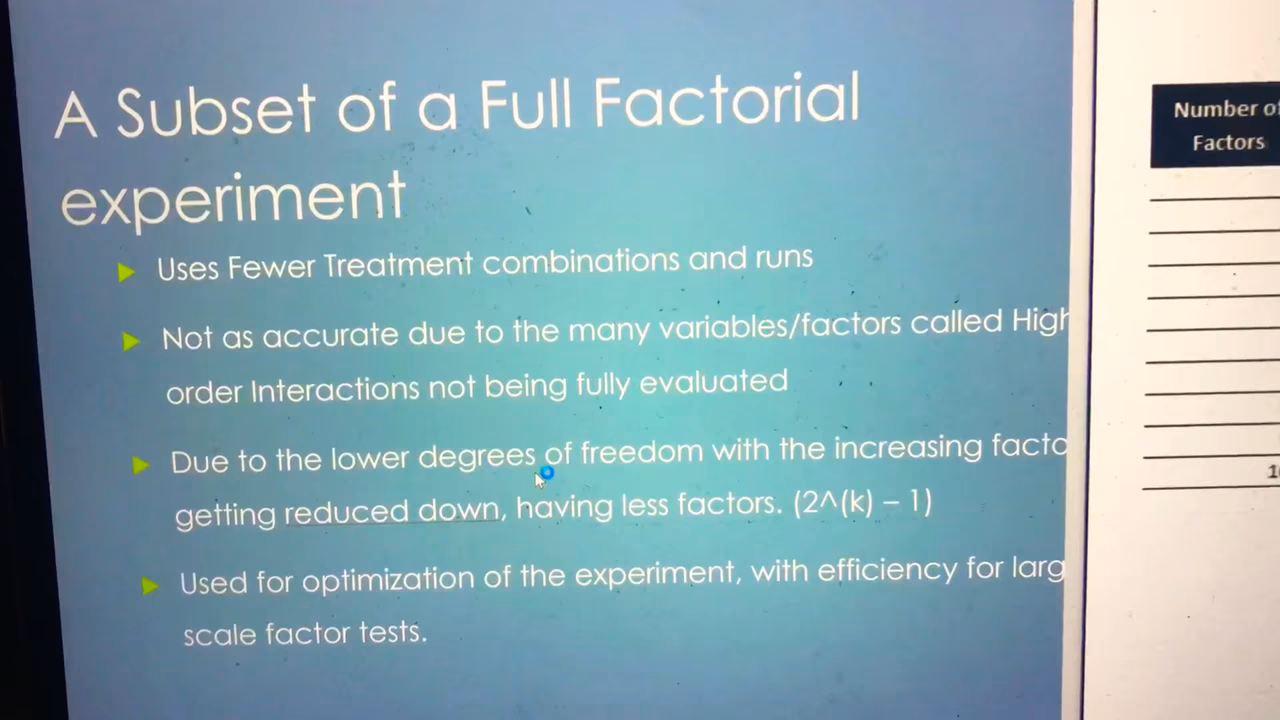 A Subset of a Full Factorial
experiment
Uses Fewer Treatment combinations and runs
Not as accurate due to the many variables/factors called High
order Interactions not being fully evaluated
Due to the lower degrees of freedom with the increasing facto
getting reduced down, having less factors. (2^(k) – 1)
Used for optimization of the experiment, with efficiency for larg
scale factor tests.
Number of
Factors